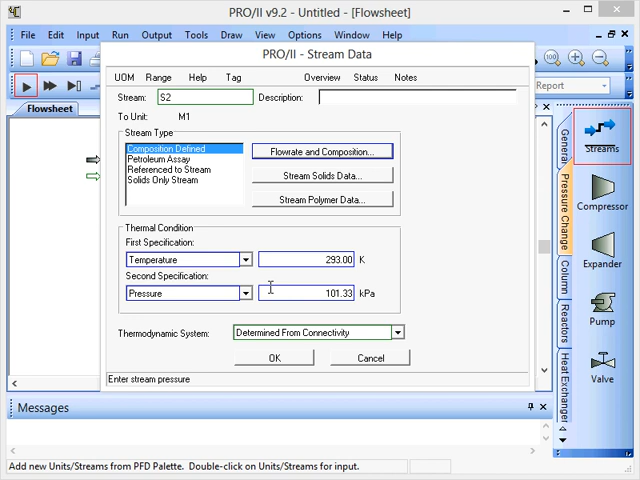 PRO/II v9.2 - Untitled - [Flowsheet]
File Edit Input Run Output Tools Draw View Options Window Help
PRO/II - Stream Data
UOM Range Help Tag Overview Status Notes
Stream: S2 Description:
To Unit: M1
Stream Type
Composition Defined
Petroleum Assay
Referenced to Stream
Solids Only Stream
Flowrate and Composition...
Stream Solids Data...
Stream Polymer Data...
Thermal Condition
First Specification:
Temperature 293.00 K
Second Specification:
Pressure 101.33 kPa
Thermodynamic System: Determined From Connectivity
OK Cancel
Enter stream pressure
100
Report
Flowsheet
General
Pressure Change
Column
Reactors
Heat Exchanger
Streams
Compressor
Expander
Pump
Valve
Messages
Add new Units/Streams from PFD Palette. Double-click on Units/Streams for input.